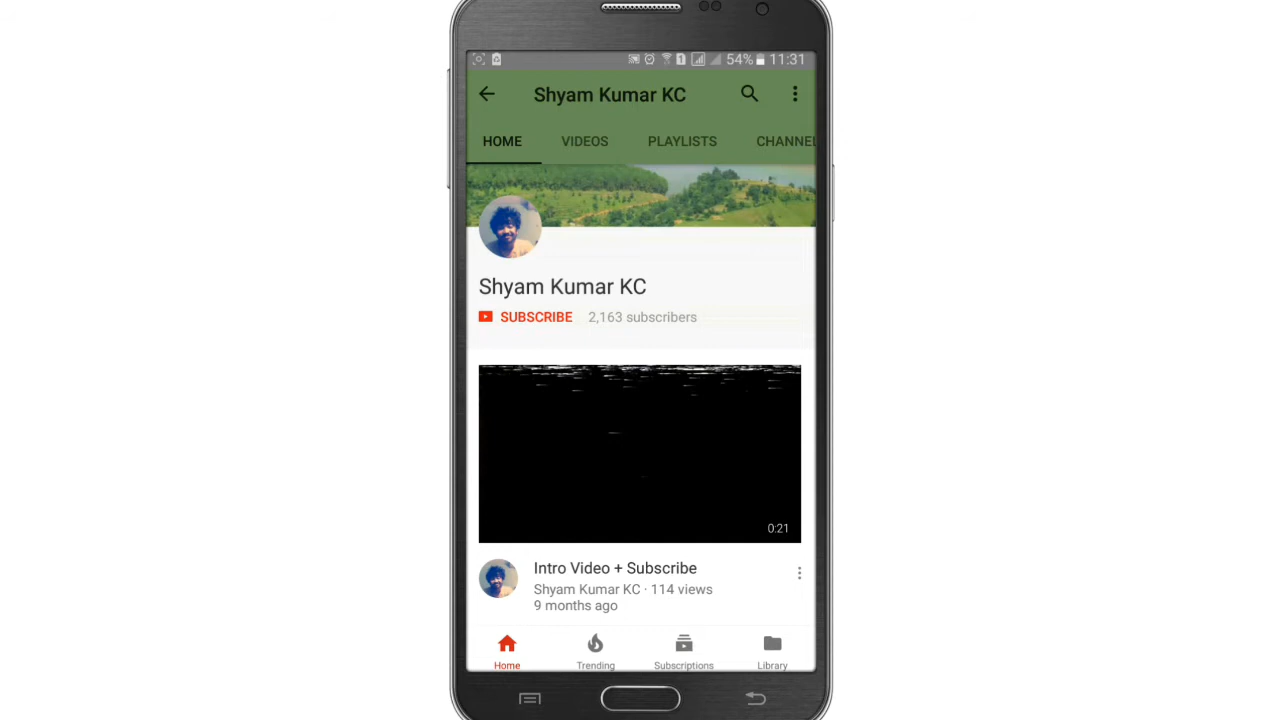 54% 11:31
Shyam Kumar KC
HOME VIDEOS PLAYLISTS CHANNEL
Shyam Kumar KC
SUBSCRIBE 2,163 subscribers
0:21
Intro Video + Subscribe
Shyam Kumar KC · 114 views
9 months ago
Home Trending Subscriptions Library